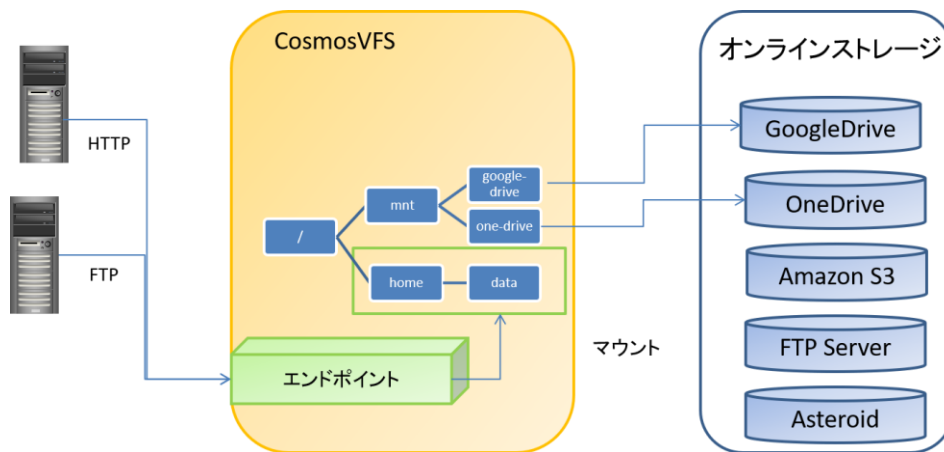 CosmosVFS
オンラインストレージ
HTTP
FTP
/
mnt
home
google-
drive
one-drive
data
エンドポイント
マウント
GoogleDrive
OneDrive
Amazon S3
FTP Server
Asteroid